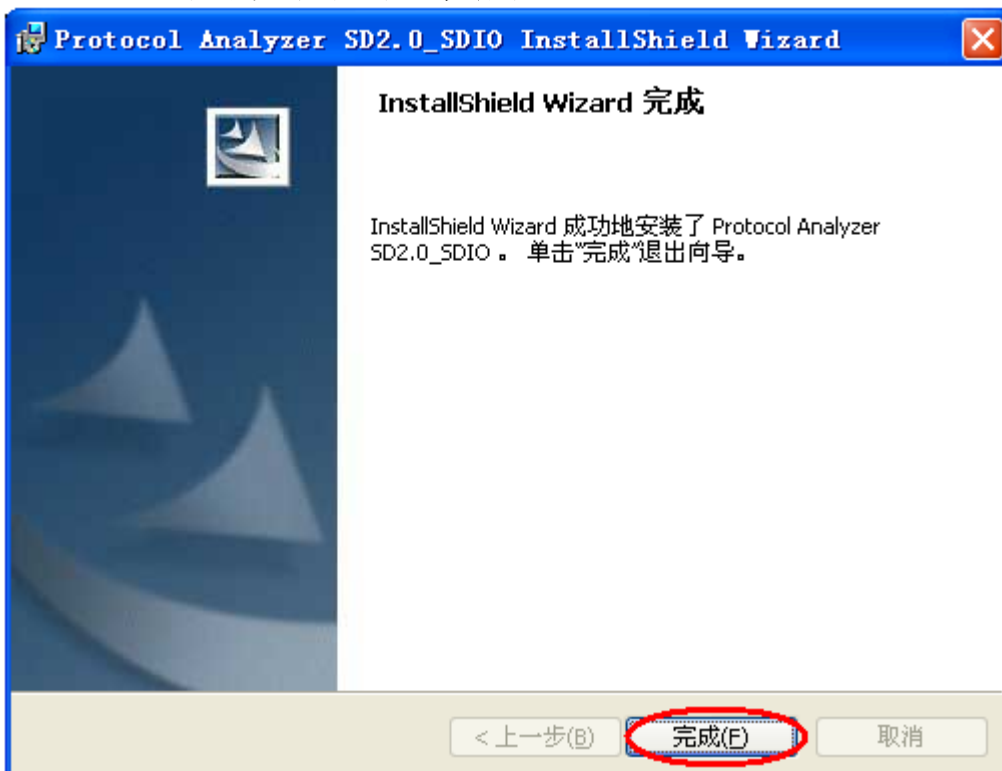 Protocol Analyzer SD2.0_SDIO InstallShield Wizard
InstallShield Wizard 完成
InstallShield Wizard 成功地安装了 Protocol Analyzer
SD2.0_SDIO 。 单击“完成”退出向导。
< 上一步(B) 完成(F) 取消